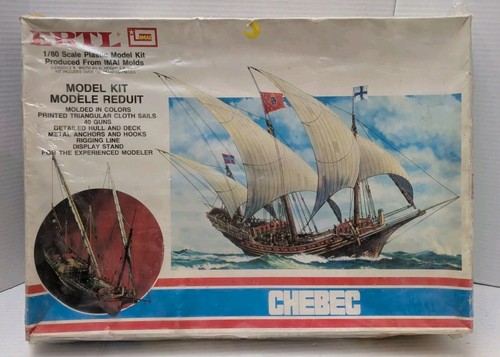 ERTL IMAI
1/80 Scale Plastic Model Kit
Produced From IMAI Molds
MODEL KIT
MODÈLE REDUIT
MOLDED IN COLORS
PRINTED TRIANGULAR CLOTH SAILS
40 GUNS
DETAILED HULL AND DECK
METAL ANCHORS AND HOOKS
RIGGING LINE
DISPLAY STAND
FOR THE EXPERIENCED MODELER
CHEBEC